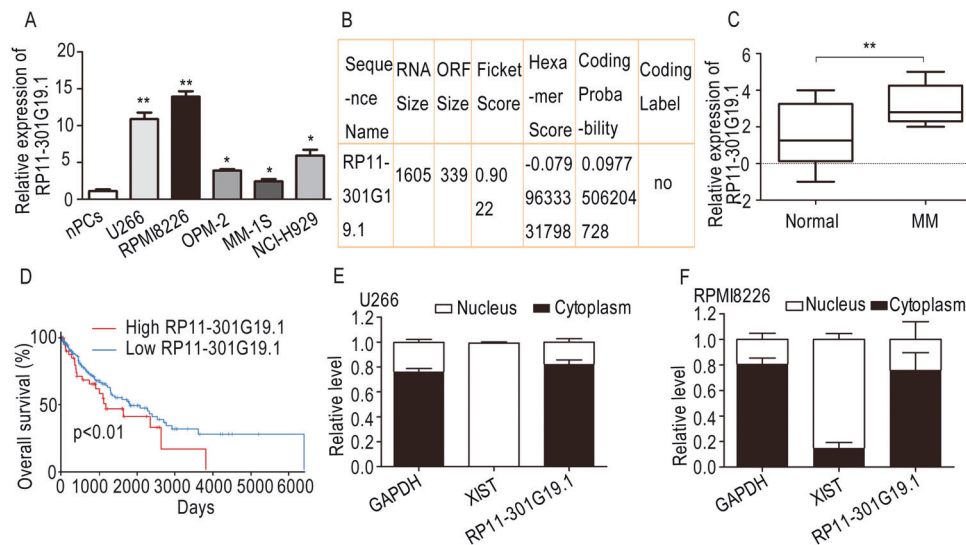 A
Relative expression of
RP11-301G19.1
20
15
10
5
0
**
**
*
*
*
nPCs
U266
RPMI8226
OPM-2
MM-1S
NCI-H929
B
Seque
-nce
Name
RNA
Size
ORF
Size
Ficket
Score
Hexa
-mer
Score
Coding
Proba
-bility
Coding
Label
RP11-
301G1
9.1
1605
339
0.90
22
-0.079
96333
31798
0.0977
506204
728
no
C
Relative expression of
RP11-301G19.1
6
4
2
0
-2
**
Normal
MM
D
High RP11-301G19.1
Low RP11-301G19.1
Overall survival (%)
100
50
0
p<0.01
0 1000 2000 3000 4000 5000 6000
Days
E
U266
Nucleus
Cytoplasm
Relative level
1.2
1.0
0.8
0.6
0.4
0.2
0.0
GAPDH
XIST
RP11-301G19.1
F
RPMI8226
Nucleus
Cytoplasm
Relative level
1.2
1.0
0.8
0.6
0.4
0.2
0.0
GAPDH
XIST
RP11-301G19.1